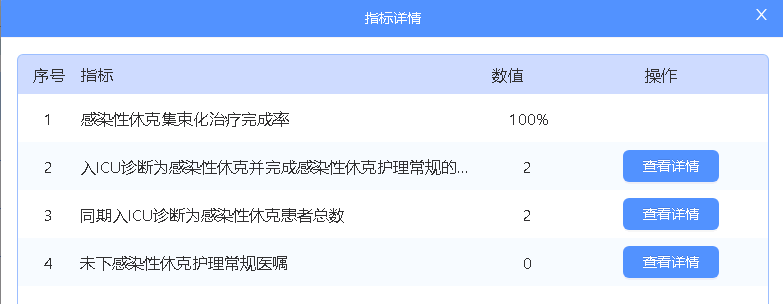 指标详情
X
序号 指标 数值 操作
1 感染性休克集束化治疗完成率 100%
2 入ICU诊断为感染性休克并完成感染性休克护理常规的... 2 查看详情
3 同期入ICU诊断为感染性休克患者总数 2 查看详情
4 未下感染性休克护理常规医嘱 0 查看详情